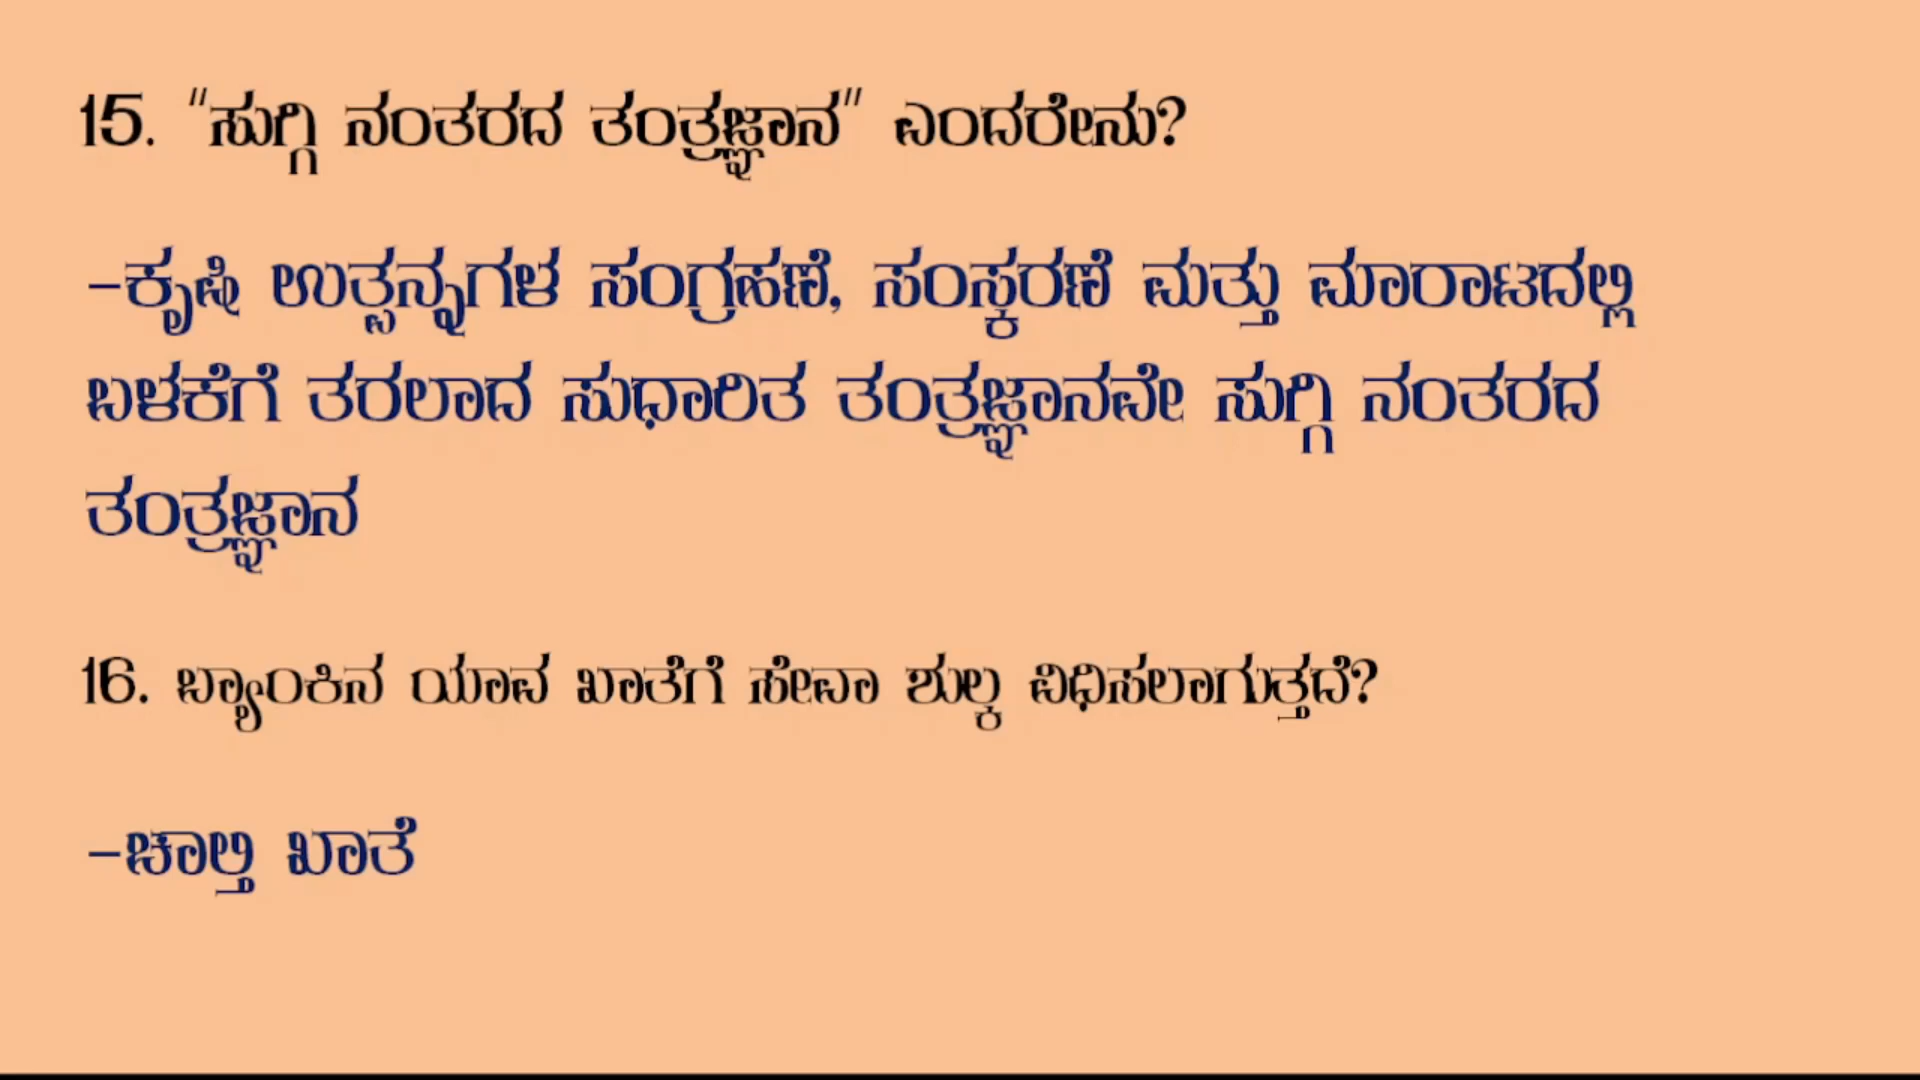 15. "ಸುಗ್ಗಿ ನಂತರದ ತಂತ್ರಜ್ಞಾನ" ಎಂದರೇನು?
-ಕೃಷಿ ಉತ್ಪನ್ನಗಳ ಸಂಗ್ರಹಣೆ, ಸಂಸ್ಕರಣೆ ಮತ್ತು ಮಾರಾಟದಲ್ಲಿ
ಬಳಕೆಗೆ ತರಲಾದ ಸುಧಾರಿತ ತಂತ್ರಜ್ಞಾನವೇ ಸುಗ್ಗಿ ನಂತರದ
ತಂತ್ರಜ್ಞಾನ
16. ಬ್ಯಾಂಕಿನ ಯಾವ ಖಾತೆಗೆ ಸೇವಾ ಶುಲ್ಕ ವಿಧಿಸಲಾಗುತ್ತದೆ?
-ಚಾಲ್ತಿ ಖಾತೆ